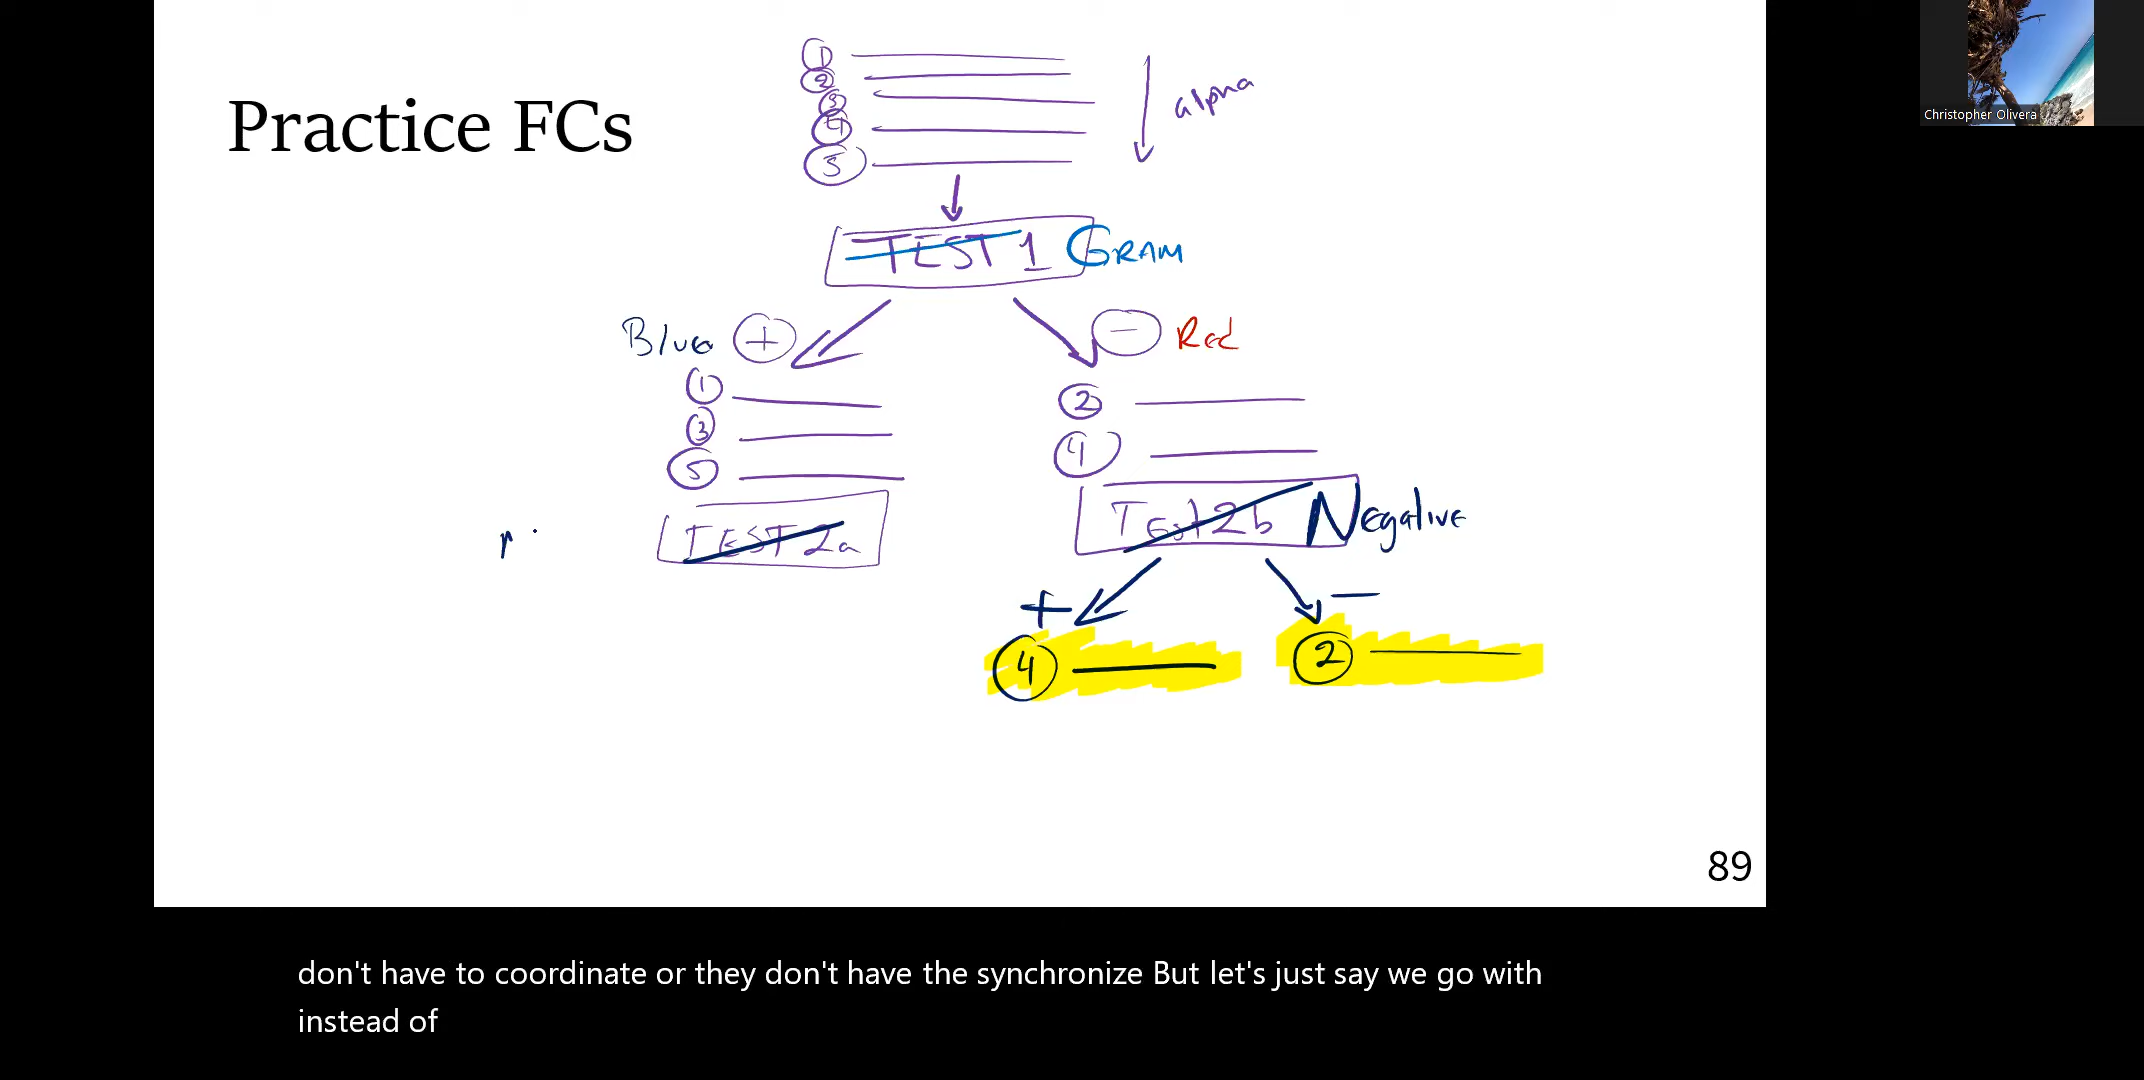 Practice FCs
1
2
3
4
5
alpha
TEST 1 GRAM
Blue + - Red
1
3
5
2
4
TEST 2a
Test 2b Negative
+ -
4
2
89
Christopher Olivera
don't have to coordinate or they don't have the synchronize But let's just say we go with
instead of